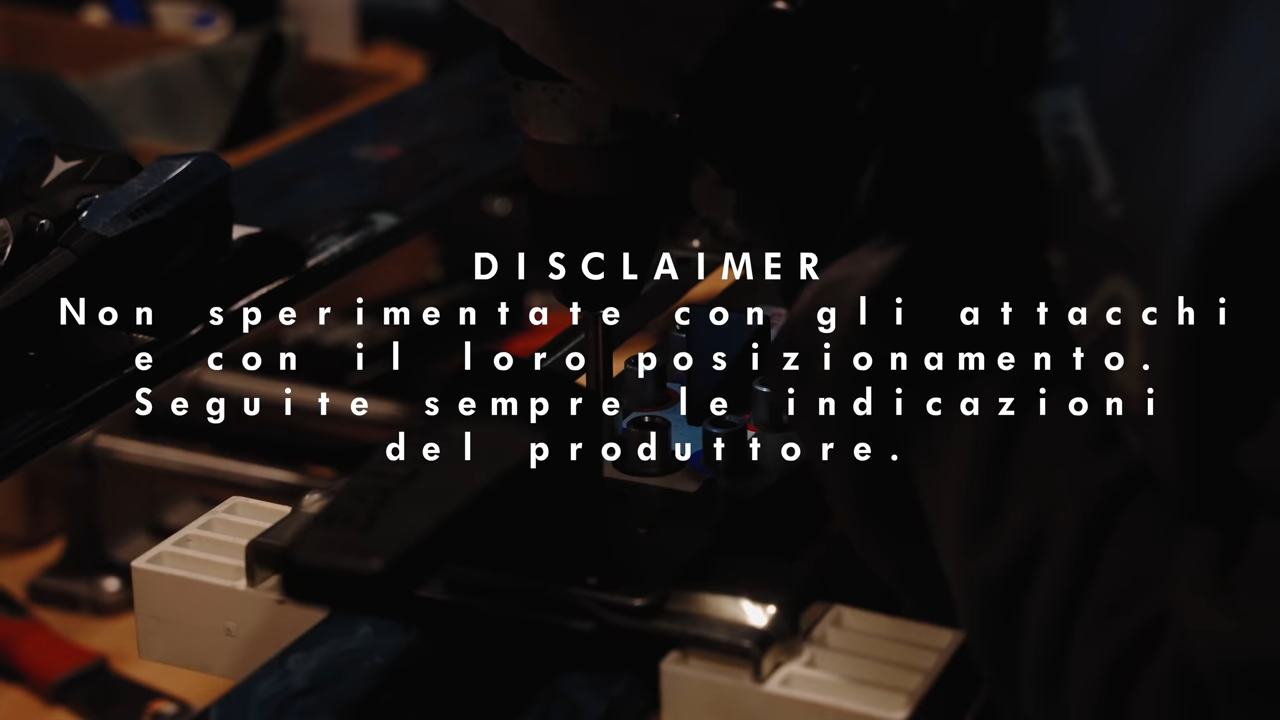 DISCLAIMER
Non sperimentate con gli attacchi
e con il loro posizionamento.
Seguite sempre le indicazioni
del produttore.